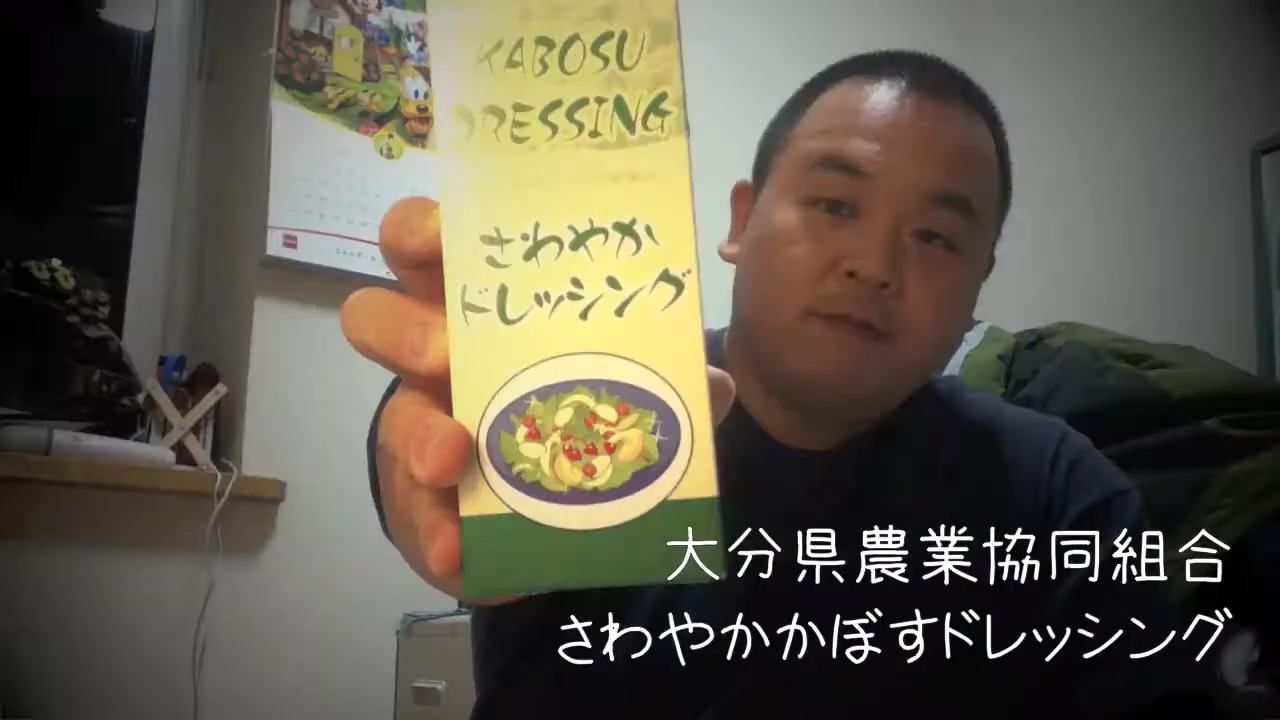 KABOSU
DRESSING
さわやか
ドレッシング
大分県農業協同組合
さわやかかぼすドレッシング